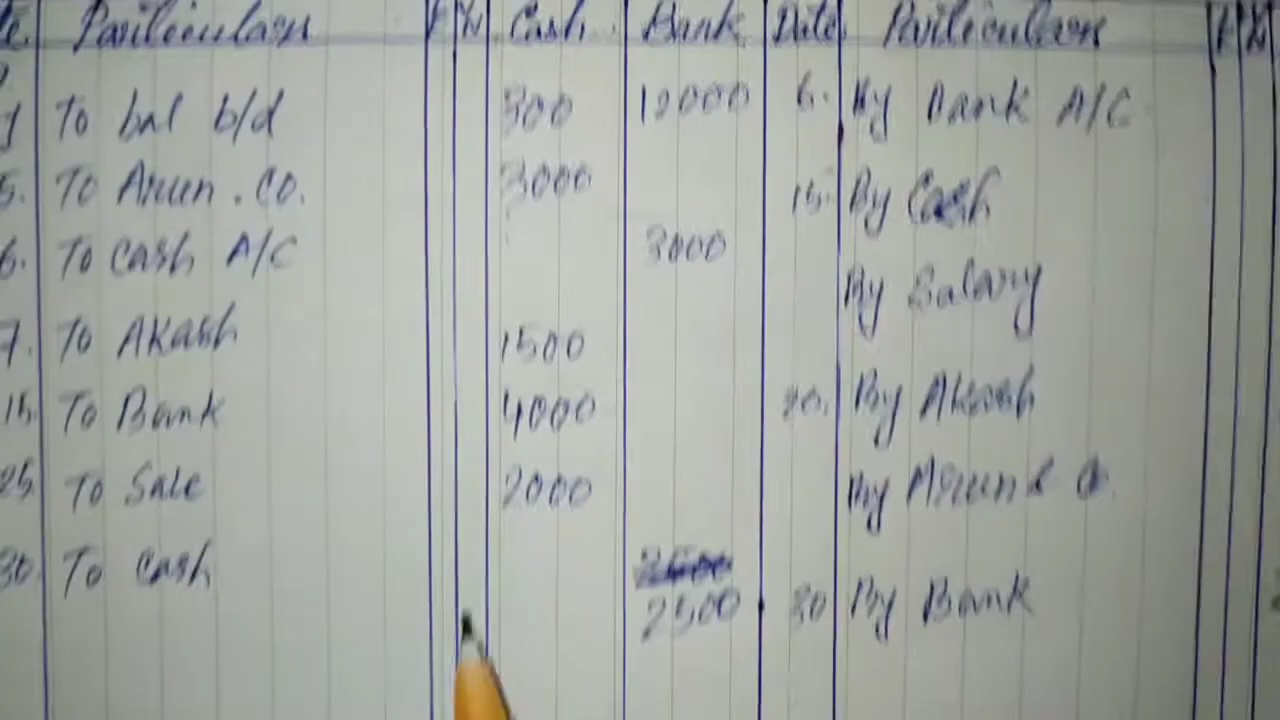 Particulars Cash Bank Date Particulars
1 To bal b/d 300 12000 6. By Bank A/C
5. To Arun . Co. 3000
15. By Cash
6. To Cash A/C 3000
By Salary
7. To Akash 1500
15. To Bank 4000 20. By Akash
25. To Sale 2000 By Arun & Co.
30. To Cash
2500 30 By Bank